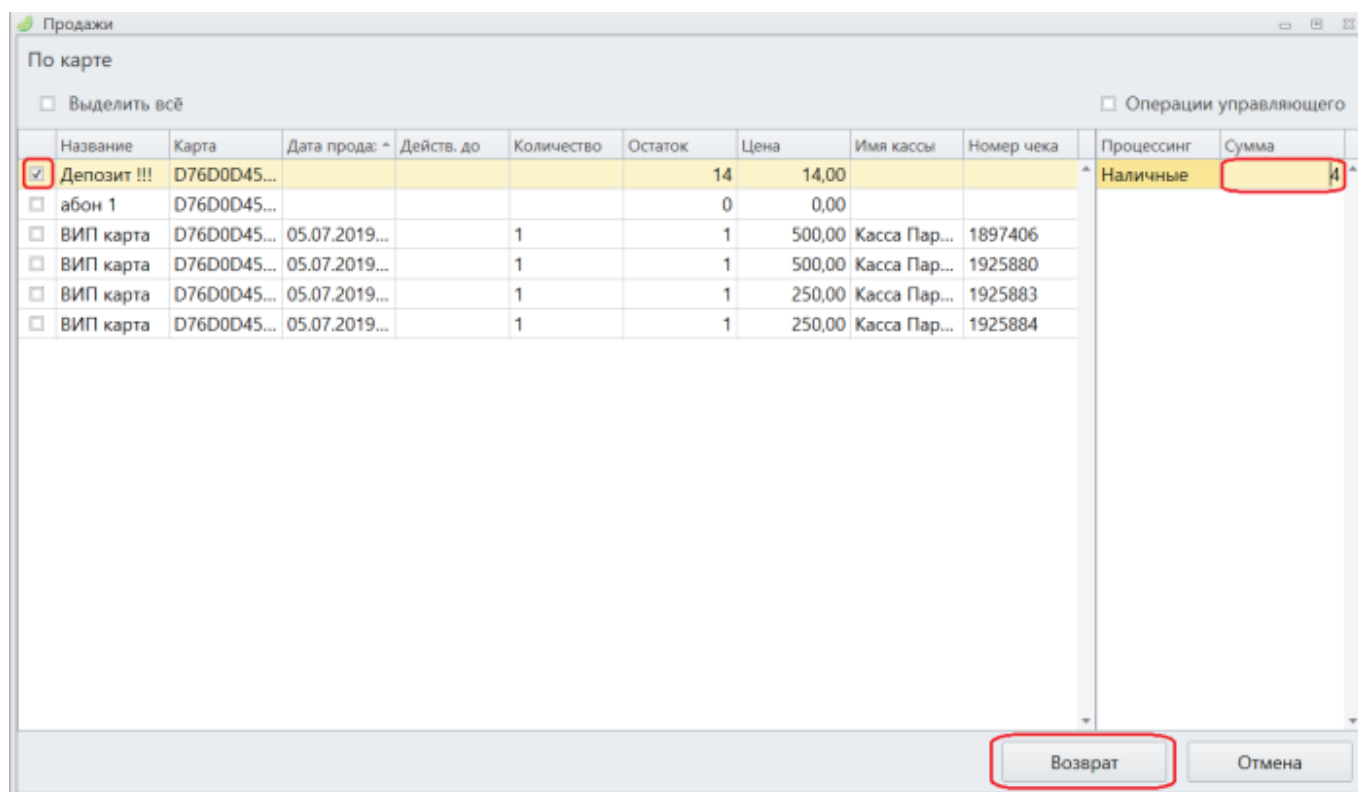 Продажи
По карте
Выделить всё Операции управляющего
Название Карта Дата прода: Действ. до Количество Остаток Цена Имя кассы Номер чека Процессинг Сумма
Депозит !!! D76D0D45... 14 14,00 Наличные 4
абон 1 D76D0D45... 0 0,00
ВИП карта D76D0D45... 05.07.2019... 1 1 500,00 Касса Пар... 1897406
ВИП карта D76D0D45... 05.07.2019... 1 1 500,00 Касса Пар... 1925880
ВИП карта D76D0D45... 05.07.2019... 1 1 250,00 Касса Пар... 1925883
ВИП карта D76D0D45... 05.07.2019... 1 1 250,00 Касса Пар... 1925884
Возврат Отмена